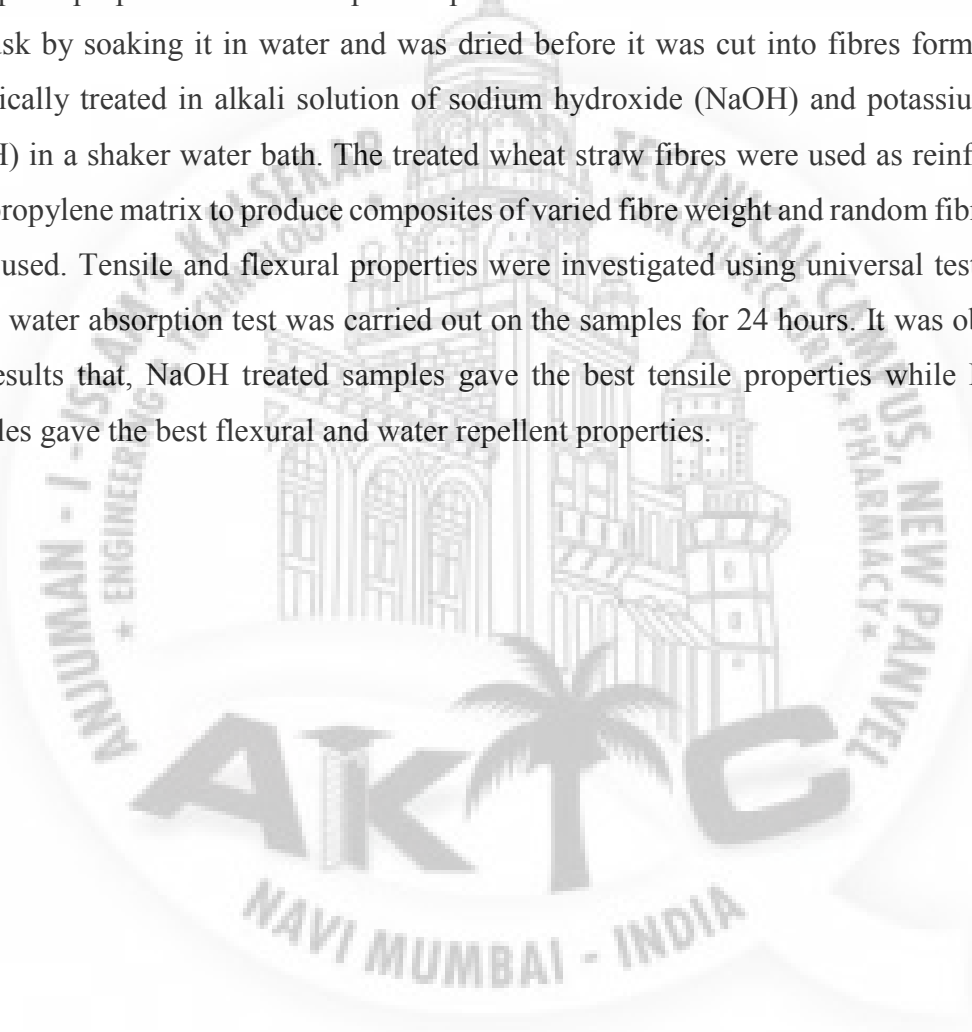 ask by soaking it in water and was dried before it was cut into fibres form
ically treated in alkali solution of sodium hydroxide (NaOH) and potassiu
H) in a shaker water bath. The treated wheat straw fibres were used as reinf
propylene matrix to produce composites of varied fibre weight and random fibr
used. Tensile and flexural properties were investigated using universal test
water absorption test was carried out on the samples for 24 hours. It was ob
esults that, NaOH treated samples gave the best tensile properties while
les gave the best flexural and water repellent properties.
ANJUMAN - I - ISLAM'S KALSEKAR TECHNICAL CAMPUS, NEW PANVEL
* ENGINEERING * TECHNOLOGY * ARCHITECTURE * PHARMACY *
AKTC
NAVI MUMBAI - INDIA